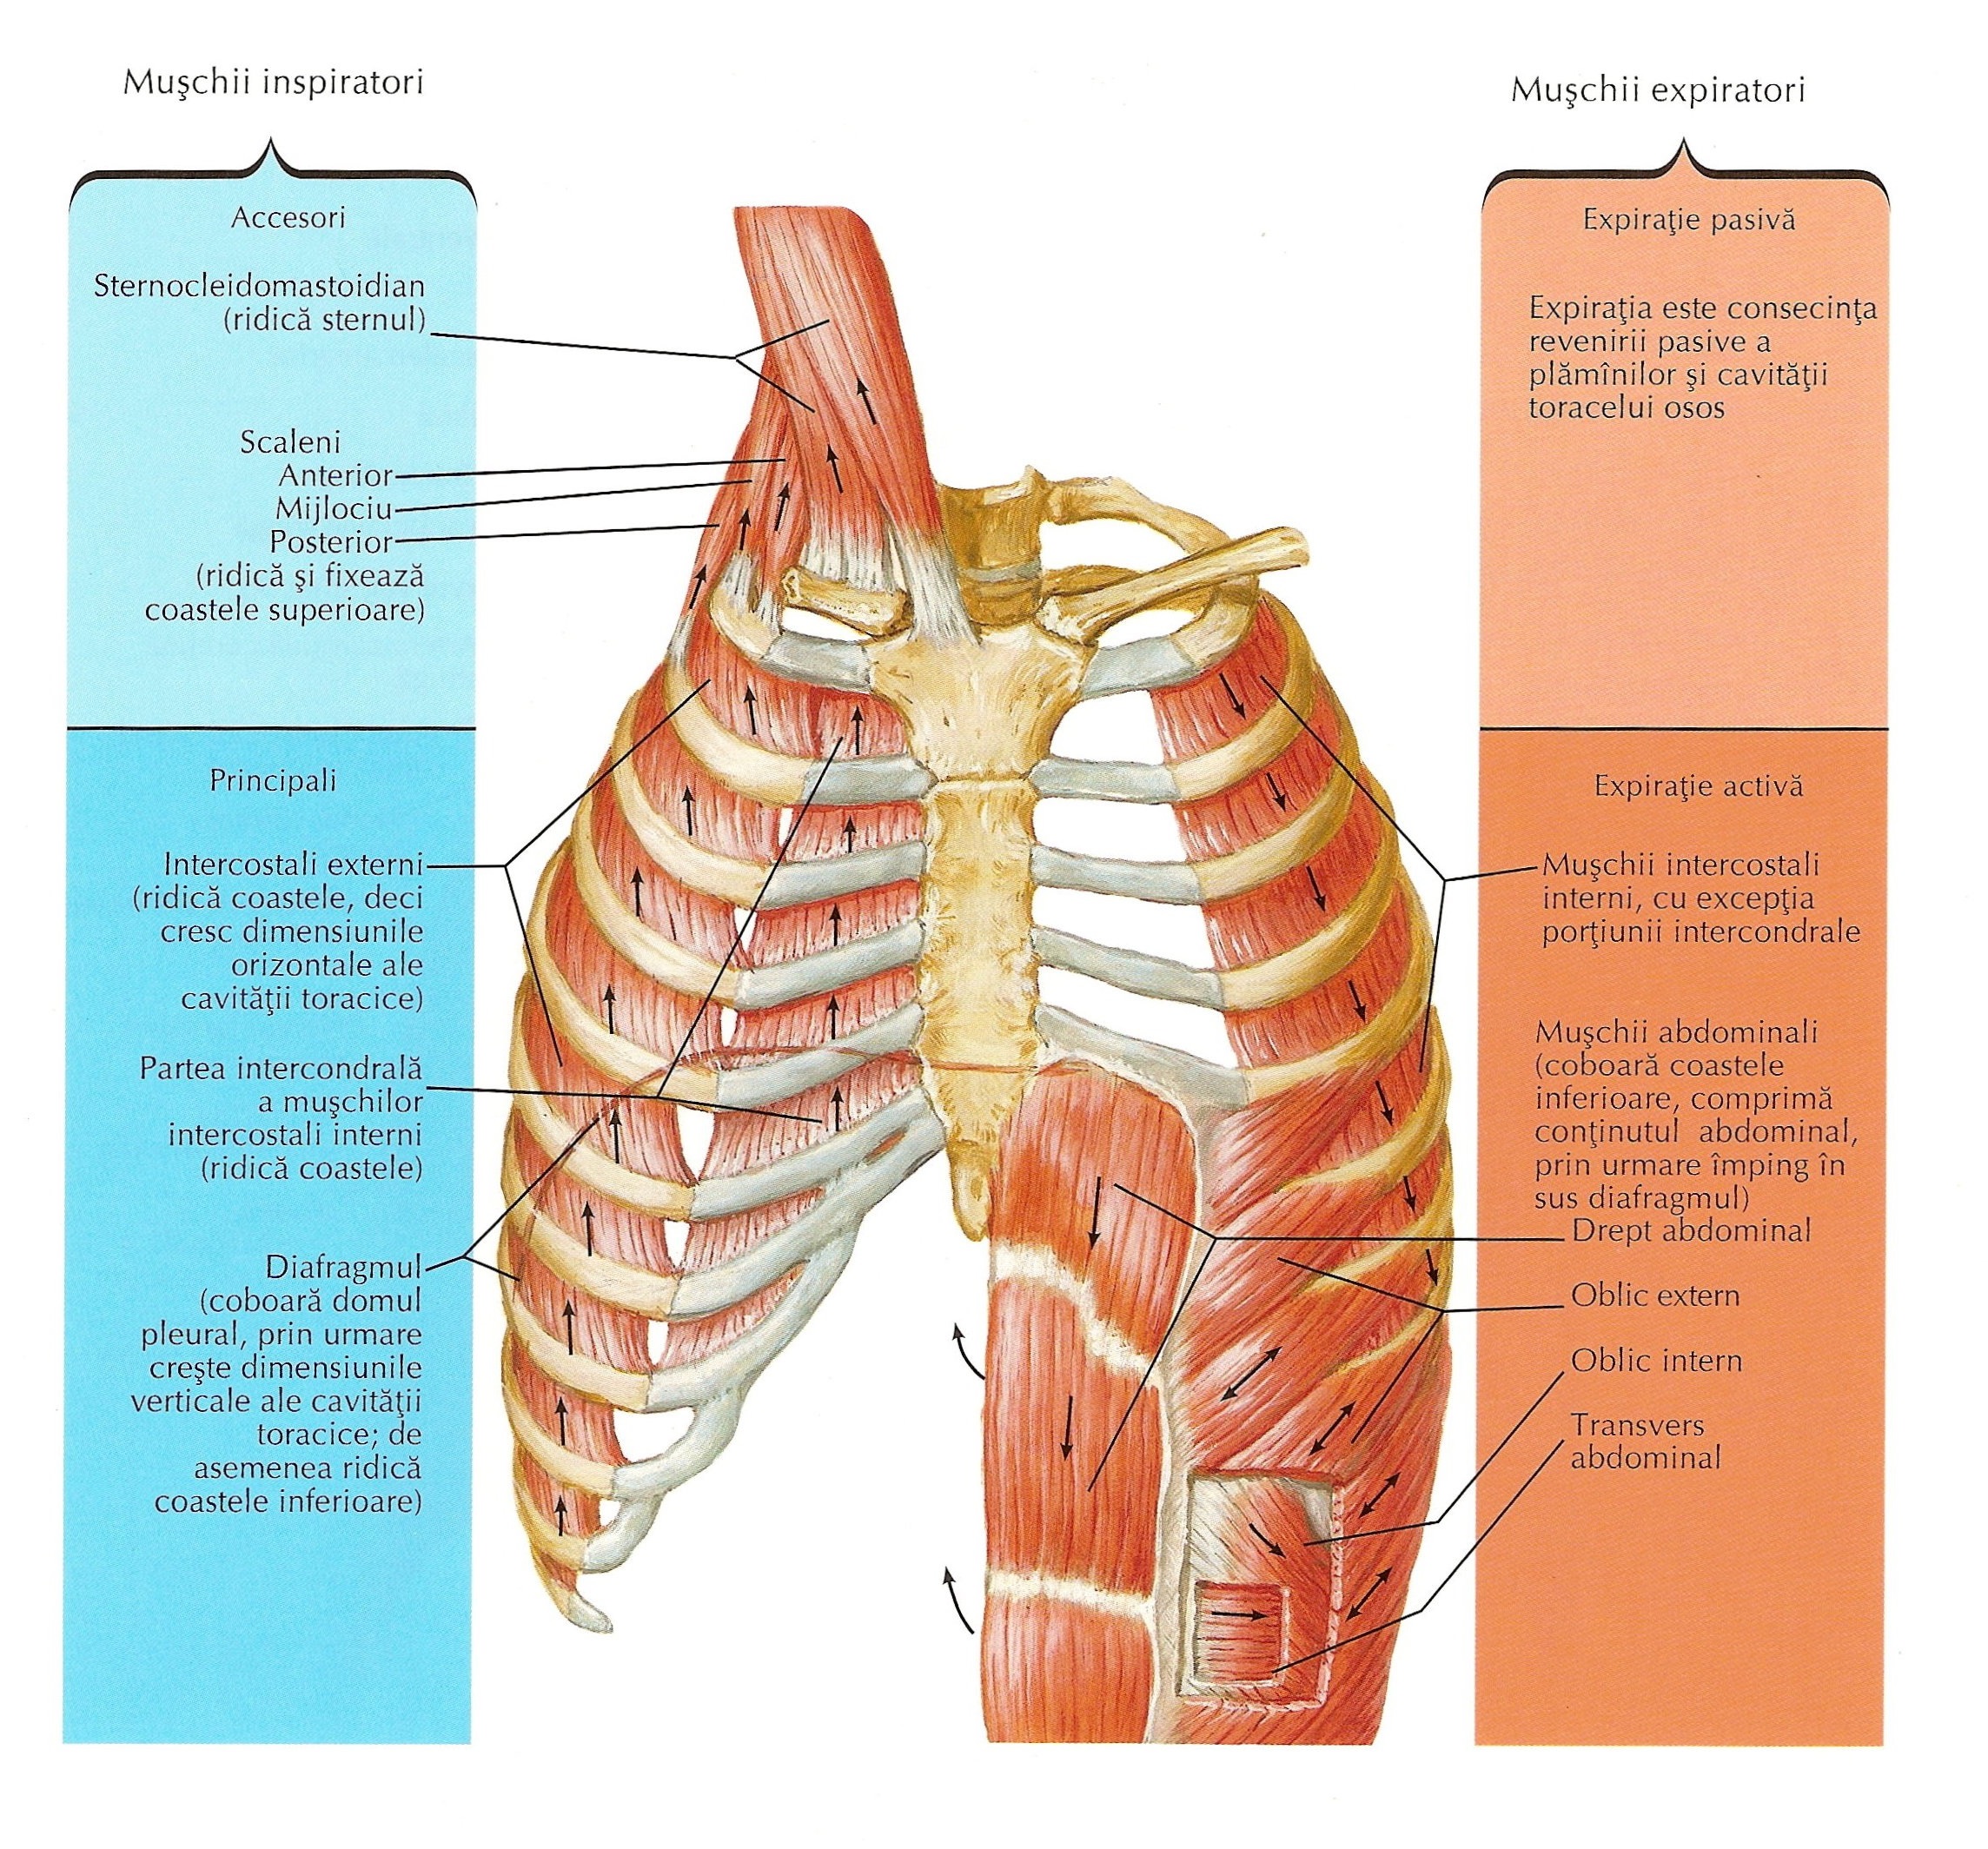 Muşchii inspiratori
Accesori
Sternocleidomastoidian
(ridică sternul)
Scaleni
Anterior
Mijlociu
Posterior
(ridică şi fixează
coastele superioare)
Principali
Intercostali externi
(ridică coastele, deci
cresc dimensiunile
orizontale ale
cavităţii toracice)
Partea intercondrală
a muşchilor
intercostali interni
(ridică coastele)
Diafragmul
(coboară domul
pleural, prin urmare
creşte dimensiunile
verticale ale cavităţii
toracice; de
asemenea ridică
coastele inferioare)
Muşchii expiratori
Expiraţie pasivă
Expiraţia este consecinţa
revenirii pasive a
plămînilor şi cavităţii
toracelui osos
Expiraţie activă
Muşchii intercostali
interni, cu excepţia
porţiunii intercondrale
Muşchii abdominali
(coboară coastele
inferioare, comprimă
conţinutul abdominal,
prin urmare împing în
sus diafragmul)
Drept abdominal
Oblic extern
Oblic intern
Transvers
abdominal